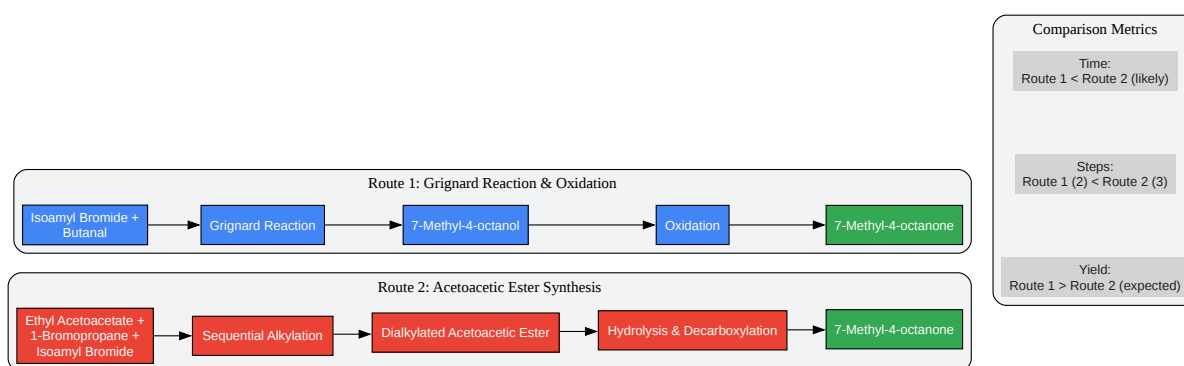 Comparison Metrics
Time:
Route 1 < Route 2 (likely)
Steps:
Route 1 (2) < Route 2 (3)
Yield:
Route 1 > Route 2 (expected)
Route 1: Grignard Reaction & Oxidation
Isoamyl Bromide +
Butanal
Grignard Reaction
7-Methyl-4-octanol
Oxidation
7-Methyl-4-octanone
Route 2: Acetoacetic Ester Synthesis
Ethyl Acetoacetate +
1-Bromopropane +
Isoamyl Bromide
Sequential Alkylation
Dialkylated Acetoacetic Ester
Hydrolysis & Decarboxylation
7-Methyl-4-octanone